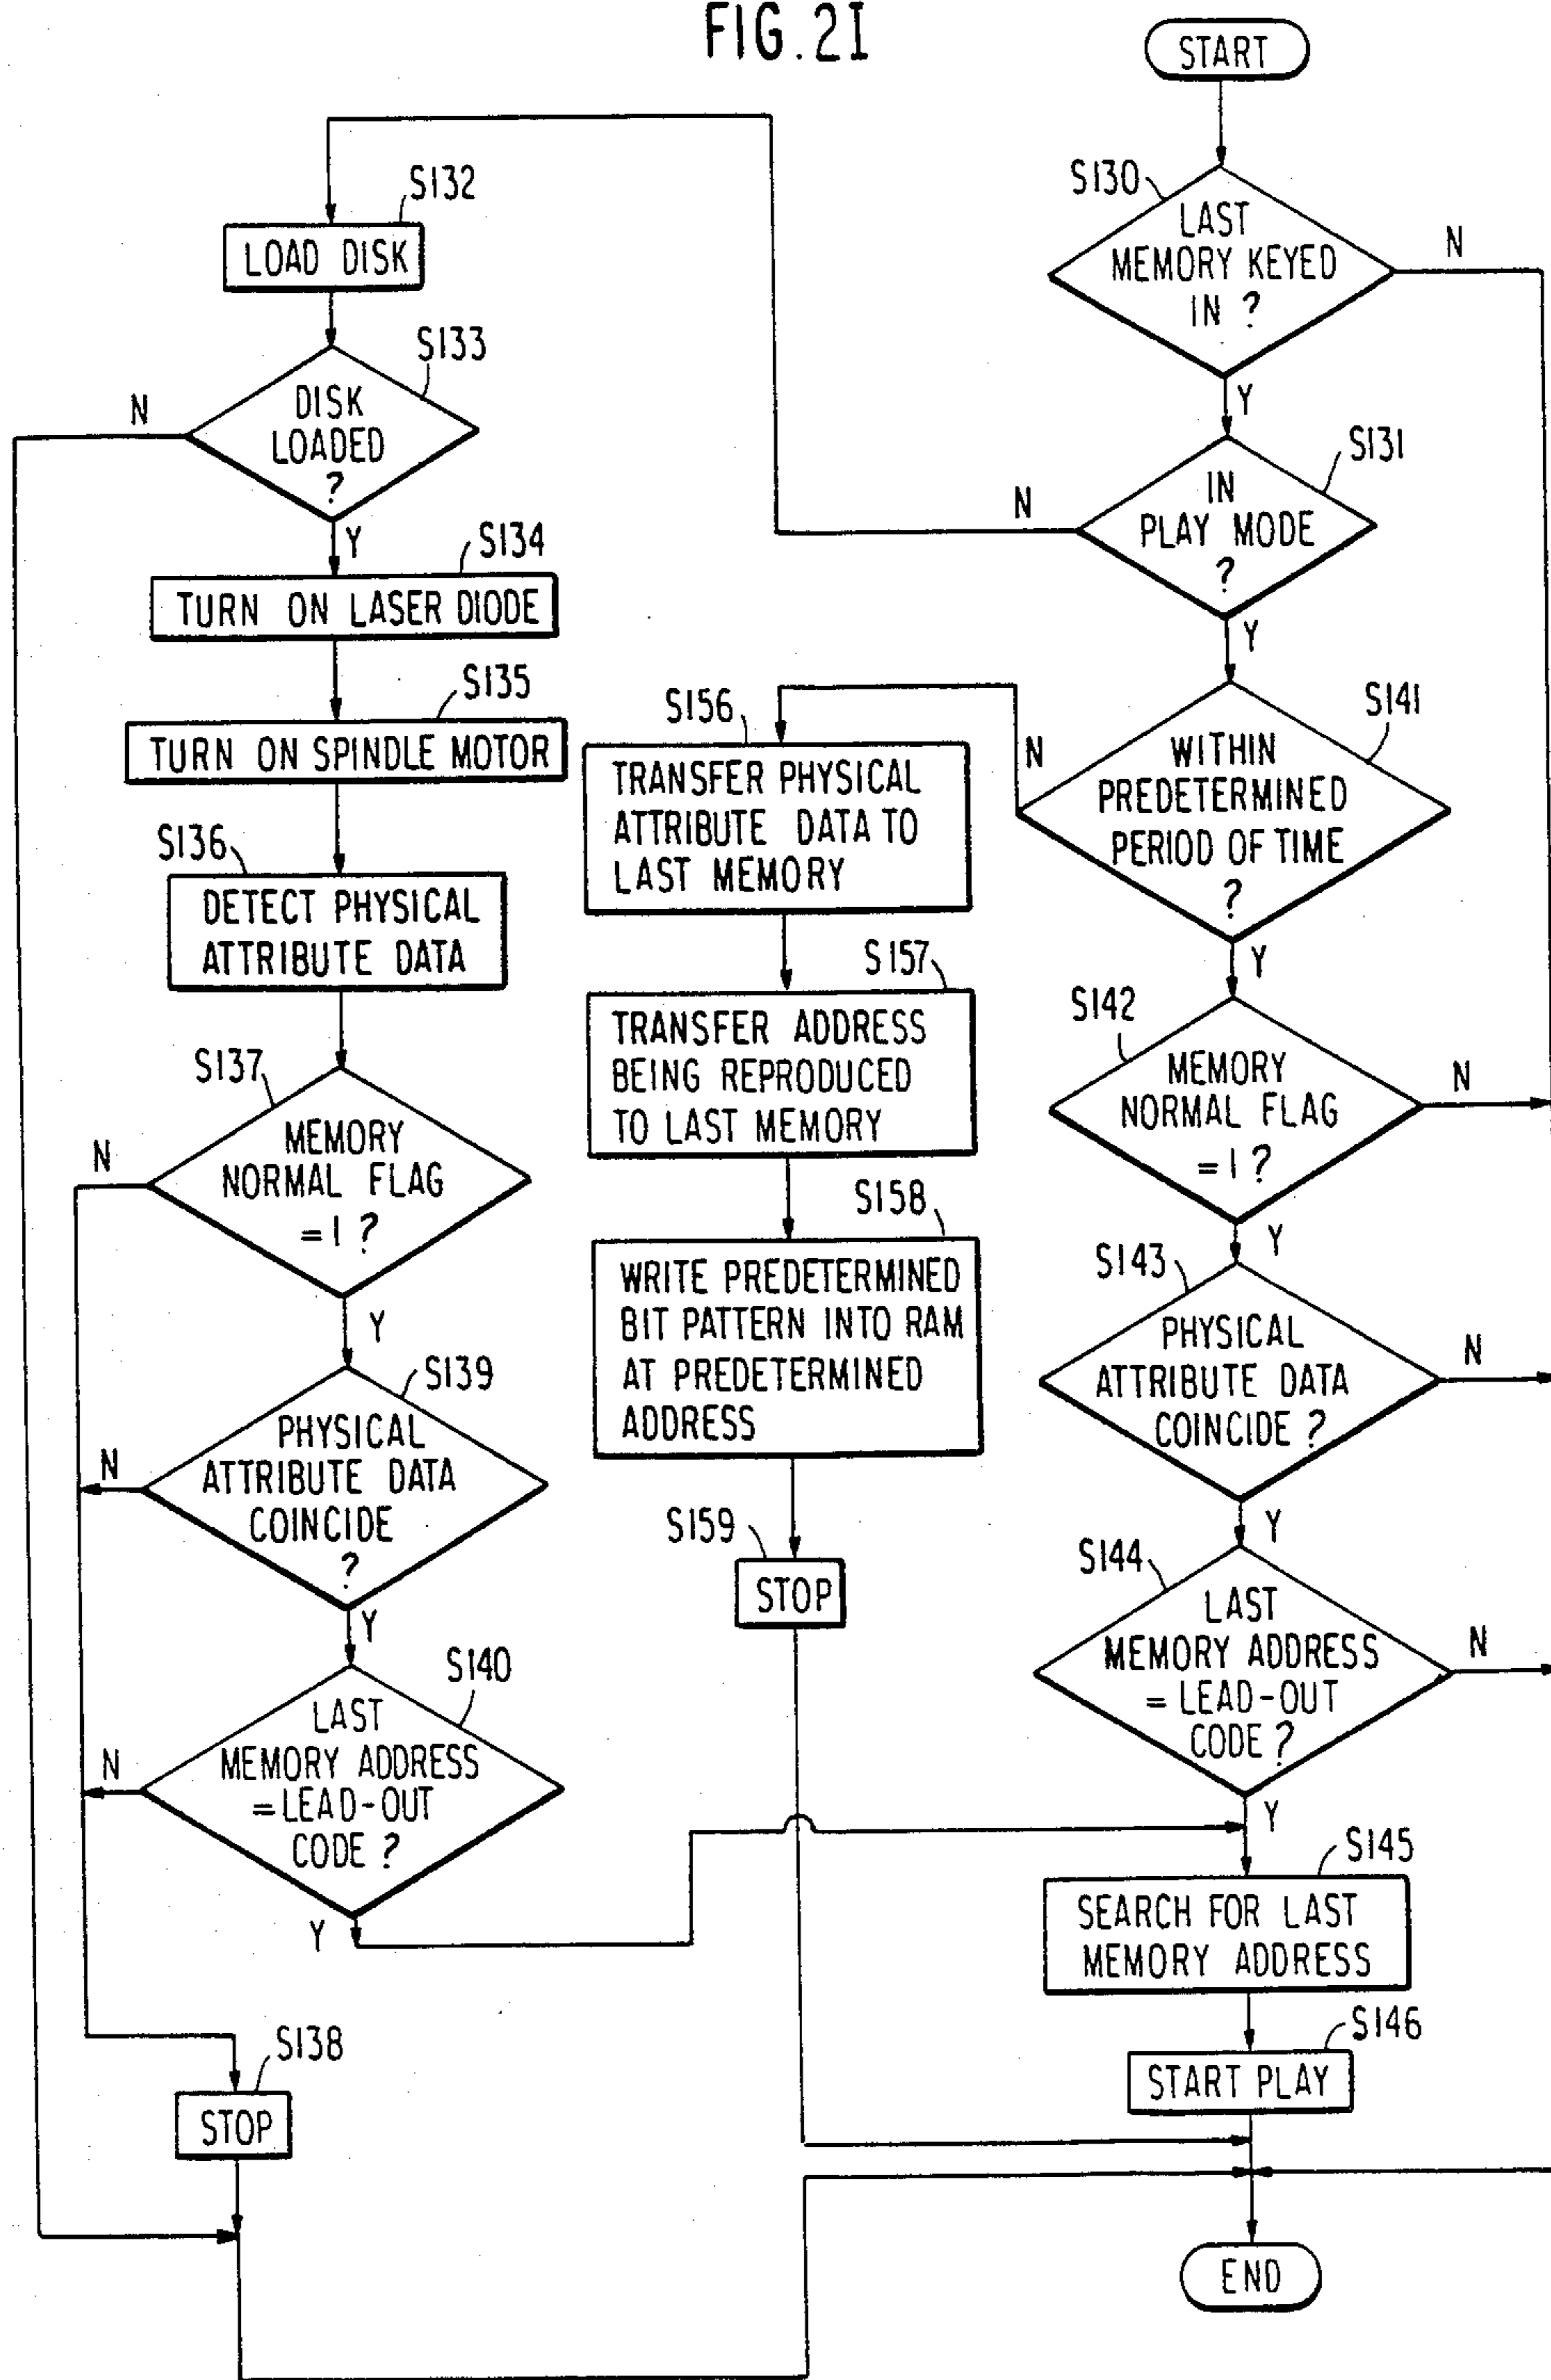 FIG.2I
START
S130
LAST
MEMORY KEYED
IN ?
N
Y
S131
IN
PLAY MODE
?
N
Y
S132
LOAD DISK
S133
DISK
LOADED
?
N
Y
S134
TURN ON LASER DIODE
S135
TURN ON SPINDLE MOTOR
S136
DETECT PHYSICAL
ATTRIBUTE DATA
S137
MEMORY
NORMAL FLAG
=1 ?
N
Y
S139
PHYSICAL
ATTRIBUTE DATA
COINCIDE
?
N
Y
S140
LAST
MEMORY ADDRESS
=LEAD-OUT
CODE ?
N
Y
S138
STOP
S156
TRANSFER PHYSICAL
ATTRIBUTE DATA TO
LAST MEMORY
S157
TRANSFER ADDRESS
BEING REPRODUCED
TO LAST MEMORY
S158
WRITE PREDETERMINED
BIT PATTERN INTO RAM
AT PREDETERMINED
ADDRESS
S159
STOP
S141
WITHIN
PREDETERMINED
PERIOD OF TIME
?
N
Y
S142
MEMORY
NORMAL FLAG
=1 ?
N
Y
S143
PHYSICAL
ATTRIBUTE DATA
COINCIDE ?
N
Y
S144
LAST
MEMORY ADDRESS
=LEAD-OUT
CODE ?
N
Y
S145
SEARCH FOR LAST
MEMORY ADDRESS
S146
START PLAY
END